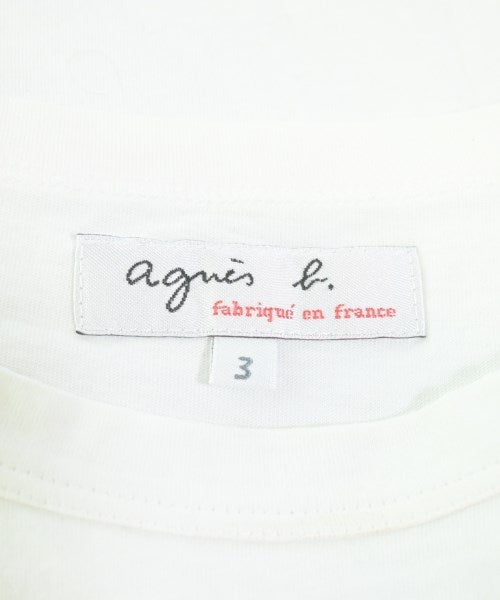 agnès b.
fabriqué en france
3